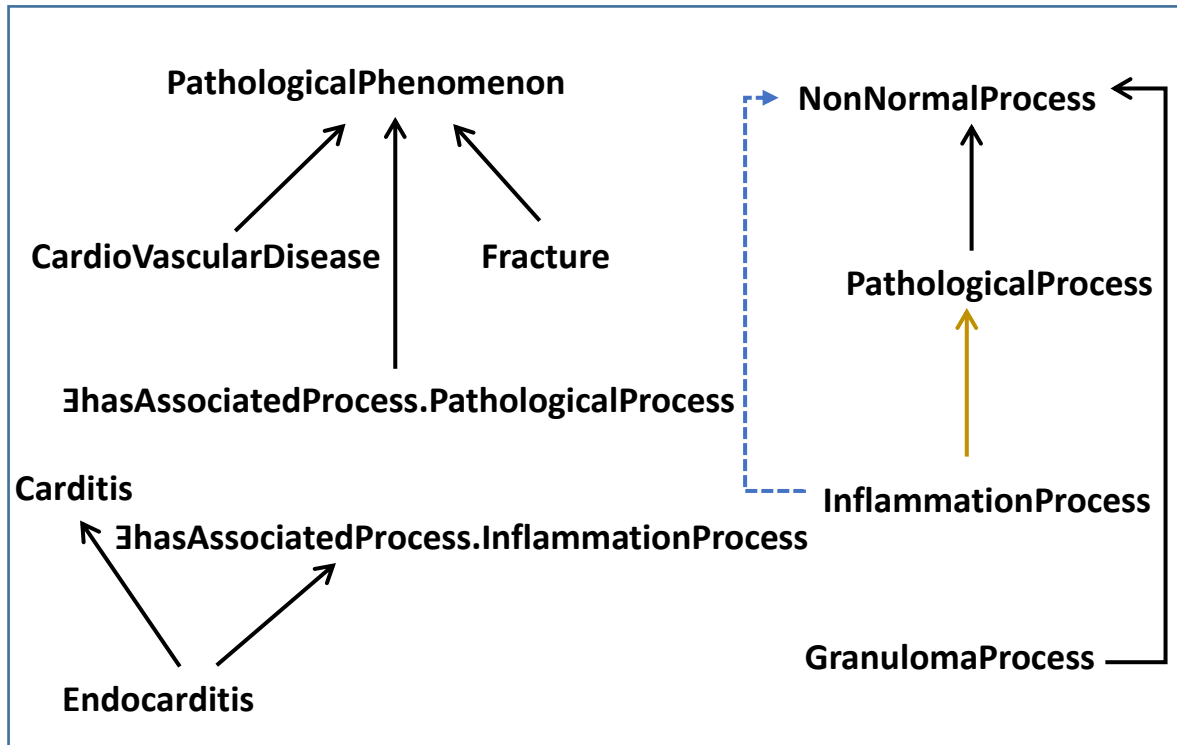 PathologicalPhenomenon
NonNormalProcess
CardioVascularDisease
Fracture
PathologicalProcess
∃hasAssociatedProcess.PathologicalProcess
Carditis
InflammationProcess
∃hasAssociatedProcess.InflammationProcess
GranulomaProcess
Endocarditis